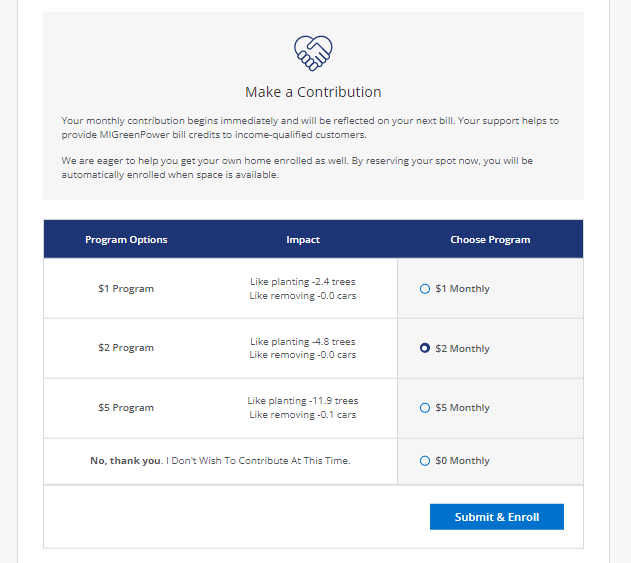 Make a Contribution
Your monthly contribution begins immediately and will be reflected on your next bill. Your support helps to
provide MIGreenPower bill credits to income-qualified customers.
We are eager to help you get your own home enrolled as well. By reserving your spot now, you will be
automatically enrolled when space is available.
Program Options Impact Choose Program
$1 Program
Like planting -2.4 trees
Like removing -0.0 cars
$1 Monthly
$2 Program
Like planting -4.8 trees
Like removing -0.0 cars
$2 Monthly
$5 Program
Like planting -11.9 trees
Like removing -0.1 cars
$5 Monthly
No, thank you. I Don't Wish To Contribute At This Time.
$0 Monthly
Submit & Enroll